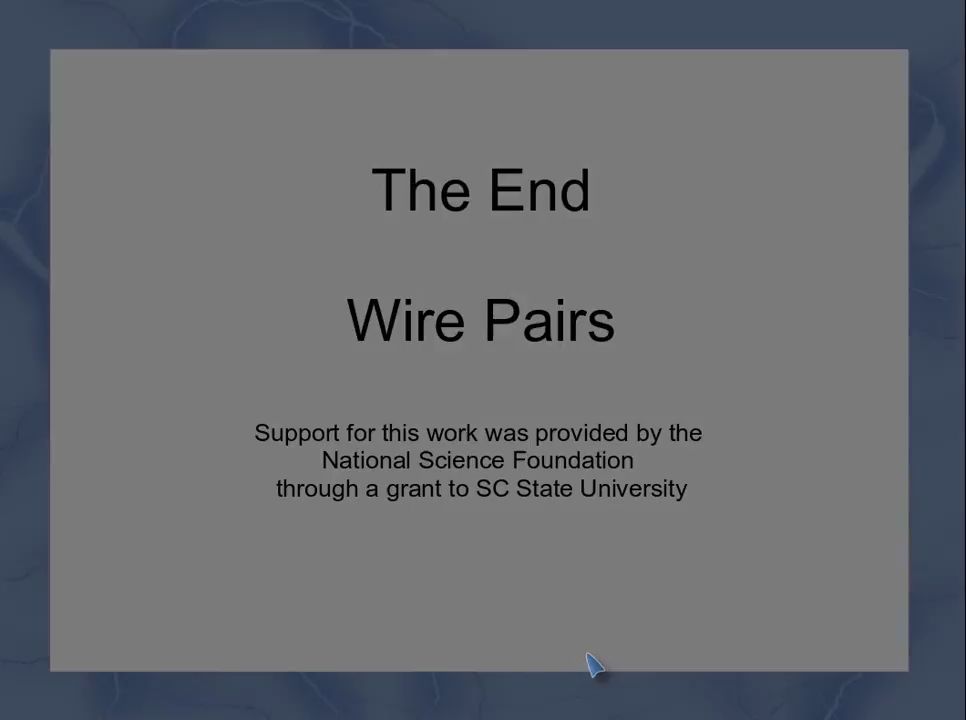 The End
Wire Pairs
Support for this work was provided by the
National Science Foundation
through a grant to SC State University